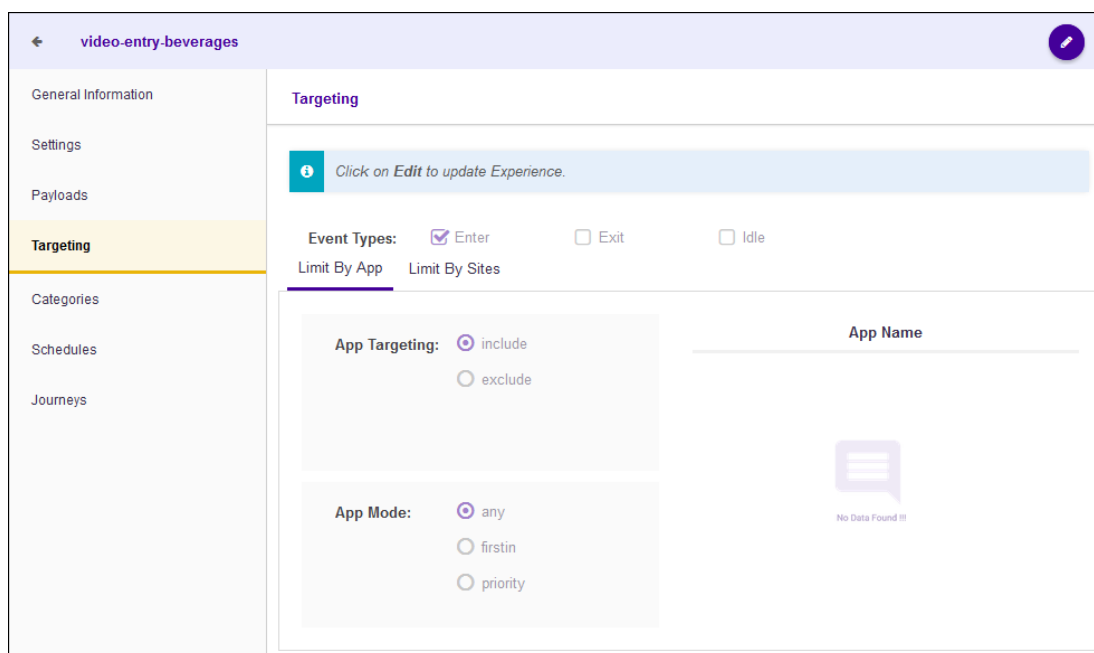 video-entry-beverages
General Information
Settings
Payloads
Targeting
Categories
Schedules
Journeys
Targeting
Click on Edit to update Experience.
Event Types: Enter Exit Idle
Limit By App Limit By Sites
App Targeting: include
exclude
App Mode: any
firstin
priority
App Name
No Data Found !!!